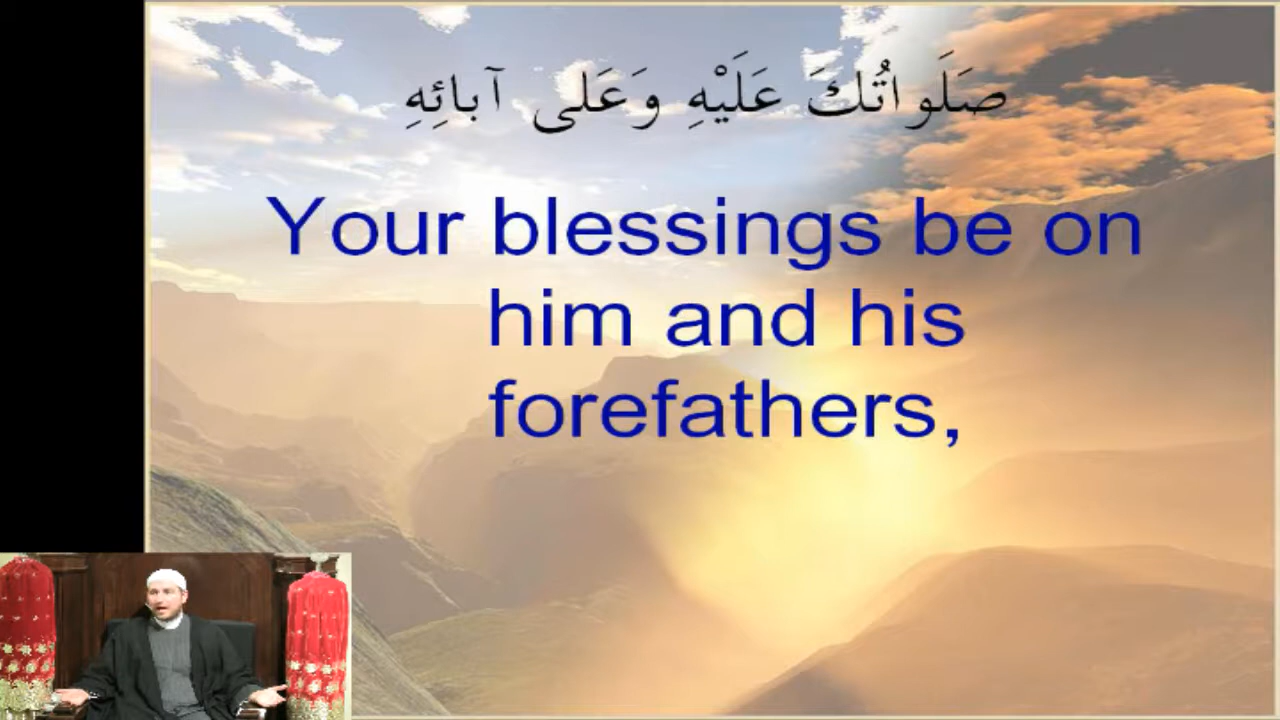 صَلَواتُكَ عَلَيْهِ وَعَلى آبائِهِ
Your blessings be on
him and his
forefathers,